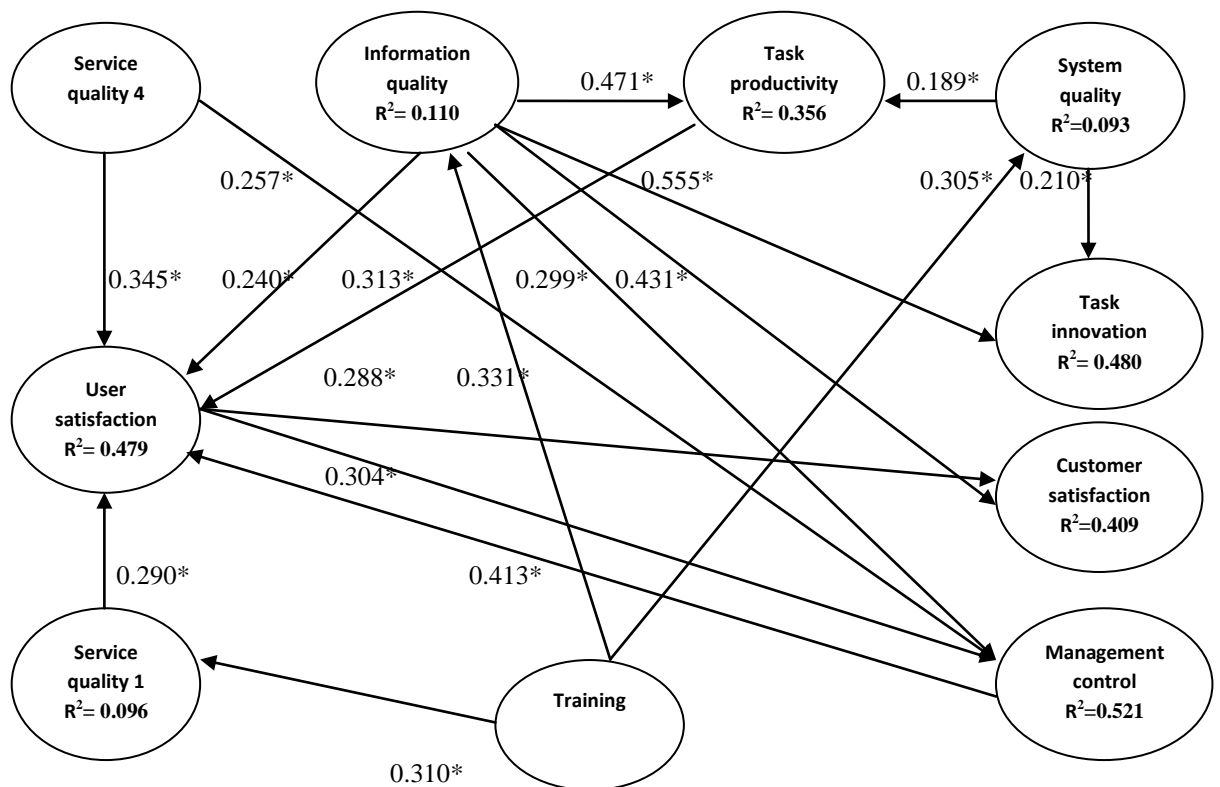 Service
quality 4
Information
quality
R²= 0.110
0.471*
Task
productivity
R²= 0.356
0.189*
System
quality
R²=0.093
0.257*
0.555*
0.305*
0.210*
0.345*
0.240*
0.313*
0.299*
0.431*
Task
innovation
R²= 0.480
User
satisfaction
R²= 0.479
0.288*
0.331*
0.304*
Customer
satisfaction
R²=0.409
0.290*
0.413*
Service
quality 1
R²= 0.096
Training
Management
control
R²=0.521
0.310*